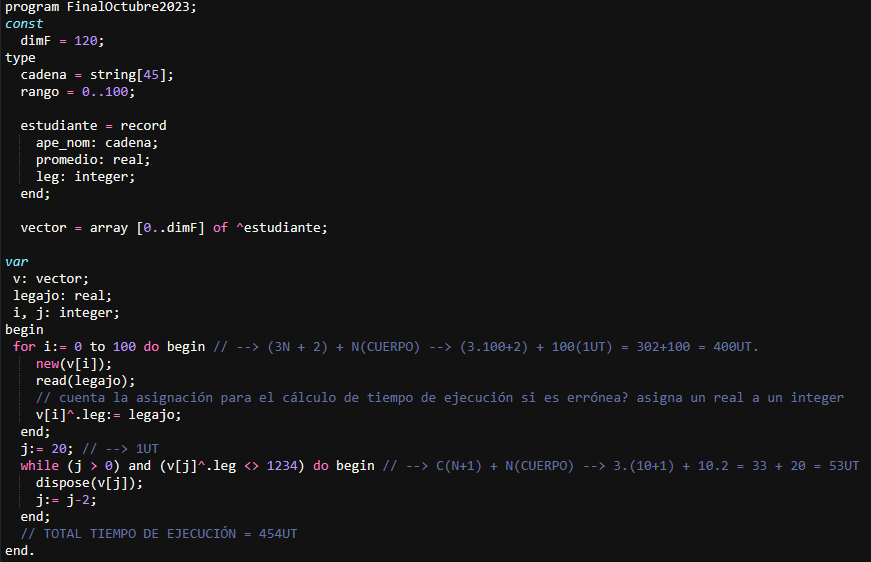 program FinalOctubre2023;
const
dimF = 120;
type
cadena = string[45];
rango = 0..100;
estudiante = record
ape_nom: cadena;
promedio: real;
leg: integer;
end;
vector = array [0..dimF] of ^estudiante;
var
v: vector;
legajo: real;
i, j: integer;
begin
for i:= 0 to 100 do begin // --> (3N + 2) + N(CUERPO) --> (3.100+2) + 100(1UT) = 302+100 = 400UT.
new(v[i]);
read(legajo);
// cuenta la asignación para el cálculo de tiempo de ejecución si es errónea? asigna un real a un integer
v[i]^.leg:= legajo;
end;
j:= 20; // --> 1UT
while (j > 0) and (v[j]^.leg <> 1234) do begin // --> C(N+1) + N(CUERPO) --> 3.(10+1) + 10.2 = 33 + 20 = 53UT
dispose(v[j]);
j:= j-2;
end;
// TOTAL TIEMPO DE EJECUCIÓN = 454UT
end.